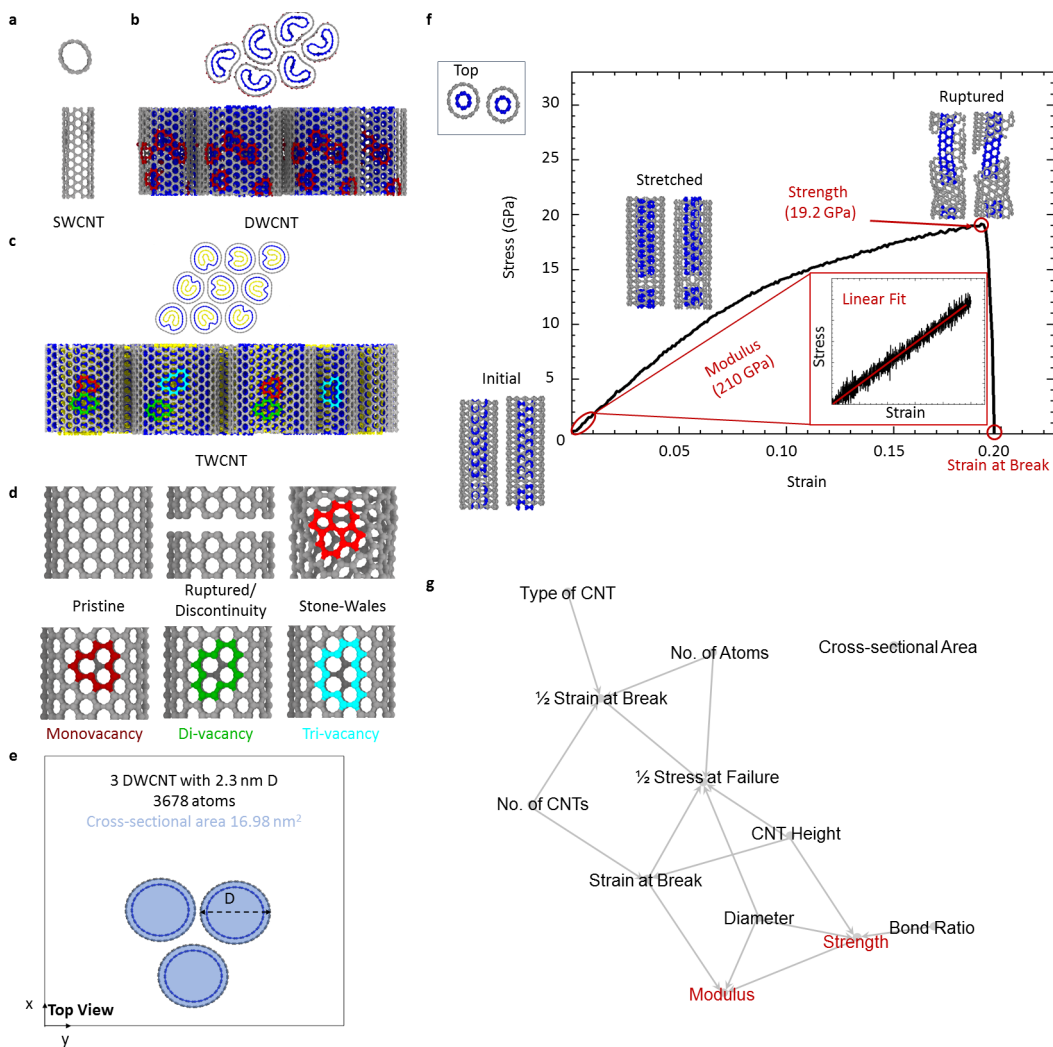 a
SWCNT
b
DWCNT
c
TWCNT
d
Pristine
Ruptured/
Discontinuity
Stone-Wales
Monovacancy
Di-vacancy
Tri-vacancy
e
3 DWCNT with 2.3 nm D
3678 atoms
Cross-sectional area 16.98 nm²
D
x
Top View
y
f
Top
Initial
Stretched
Ruptured
Strength
(19.2 GPa)
Modulus
(210 GPa)
Linear Fit
Stress
Strain
Stress (GPa)
30
25
20
15
10
5
0
0.05
0.10
0.15
0.20
Strain at Break
Strain
g
Type of CNT
No. of Atoms
Cross-sectional Area
½ Strain at Break
½ Stress at Failure
No. of CNTs
CNT Height
Strain at Break
Diameter
Bond Ratio
Strength
Modulus